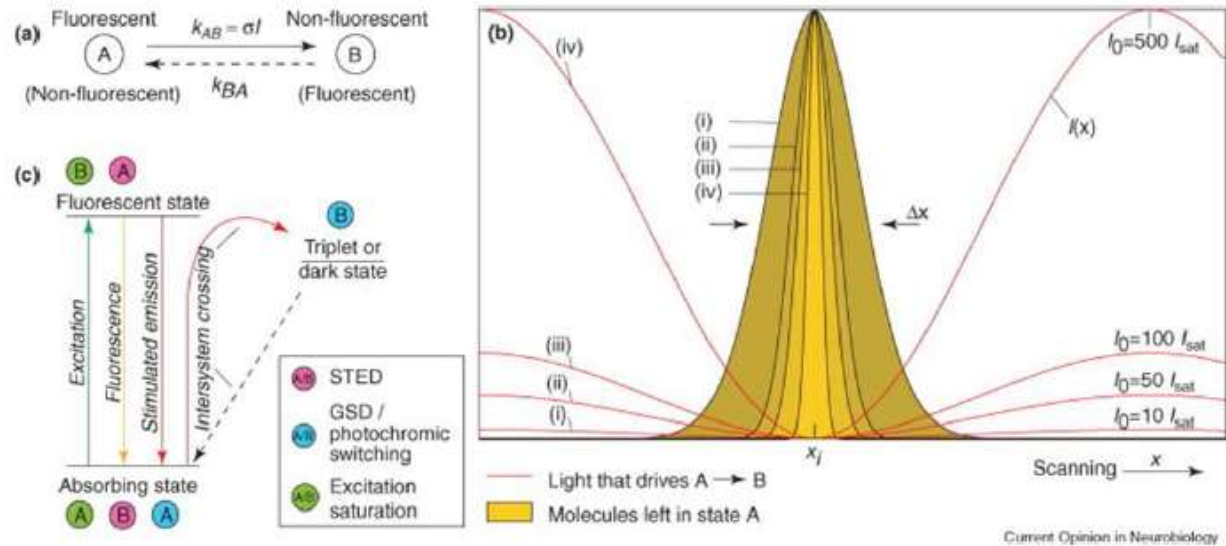 (a)
Fluorescent
Non-fluorescent
k_AB = σI
A
B
k_BA
(Non-fluorescent)
(Fluorescent)
(b)
(iv)
I0=500 Isat
I(x)
(i)
(ii)
(iii)
(iv)
Δx
(iii)
(ii)
(i)
I0=100 Isat
I0=50 Isat
I0=10 Isat
xi
Scanning x
Light that drives A → B
Molecules left in state A
(c)
B A
Fluorescent state
B
Triplet or
dark state
Excitation
Fluorescence
Stimulated emission
Intersystem crossing
Absorbing state
A B A
A/B STED
A/B GSD /
photochromic
switching
A/B Excitation
saturation
Current Opinion in Neurobiology